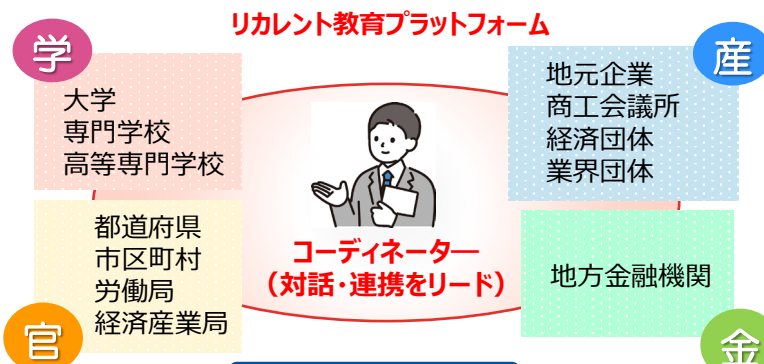 リカレント教育プラットフォーム
学
大学
専門学校
高等専門学校
産
地元企業
商工会議所
経済団体
業界団体
コーディネーター
（対話・連携をリード）
都道府県
市区町村
労働局
経済産業局
官
地方金融機関
金